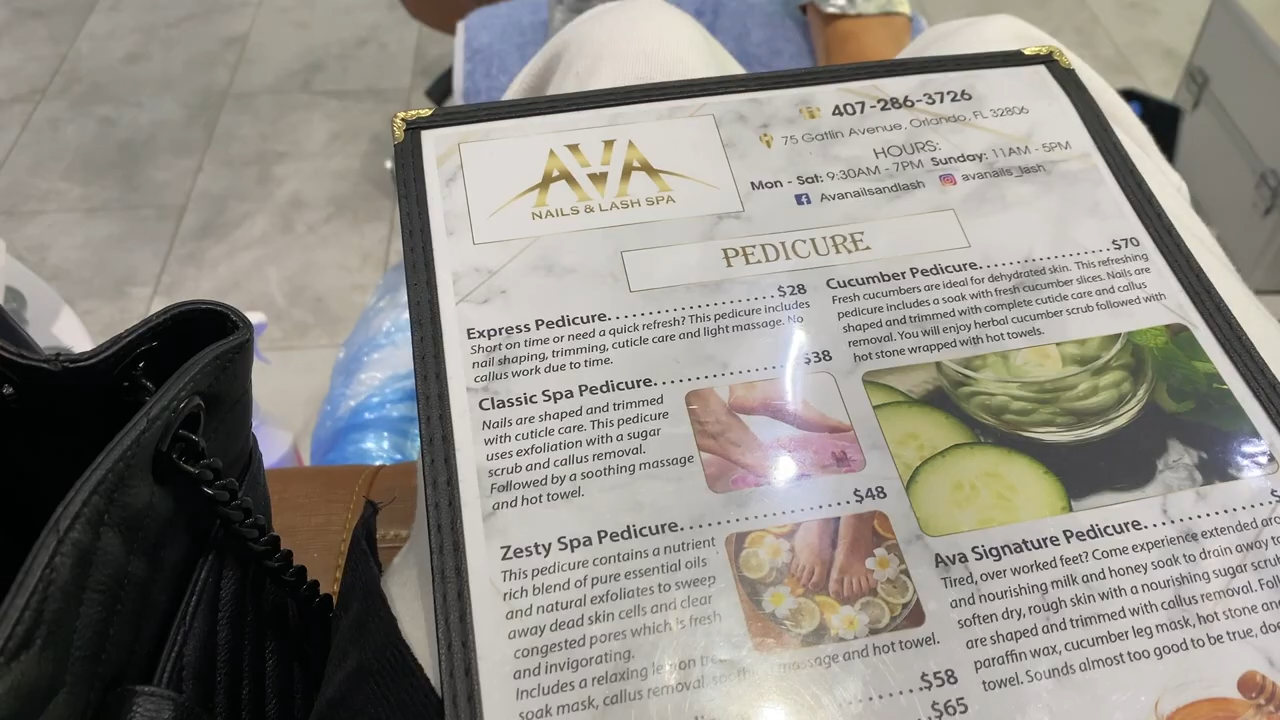 AVA
NAILS & LASH SPA
407-286-3726
75 Gatlin Avenue, Orlando, FL 32806
HOURS:
Mon - Sat: 9:30AM - 7PM Sunday: 11AM - 5PM
Avanailsandlash avanails_lash
PEDICURE
Express Pedicure. . . . . . . . . . . . . . . . . . . $28
Short on time or need a quick refresh? This pedicure includes
nail shaping, trimming, cuticle care and light massage. No
callus work due to time.
Classic Spa Pedicure. . . . . . . . . . . . . . . . . $38
Nails are shaped and trimmed
with cuticle care. This pedicure
uses exfoliation with a sugar
scrub and callus removal.
Followed by a soothing massage
and hot towel.
Zesty Spa Pedicure. . . . . . . . . . . . . . . . . . $48
This pedicure contains a nutrient
rich blend of pure essential oils
and natural exfoliates to sweep
away dead skin cells and clear
congested pores which is fresh
and invigorating.
Includes a relaxing lemon massage and hot towel.
soak mask, callus removal
$58
$65
Cucumber Pedicure. . . . . . . . . . . . . . . . $70
Fresh cucumbers are ideal for dehydrated skin. This refreshing
pedicure includes a soak with fresh cucumber slices. Nails are
shaped and trimmed with complete cuticle care and callus
removal. You will enjoy herbal cucumber scrub followed with
hot stone wrapped with hot towels.
Ava Signature Pedicure. . . . . . . . . . . . . . $
Tired, over worked feet? Come experience extended
and nourishing milk and honey soak to drain away
soften dry, rough skin with a nourishing sugar
are shaped and trimmed with callus removal.
paraffin wax, cucumber leg mask, hot stone and
towel. Sounds almost too good to be true,